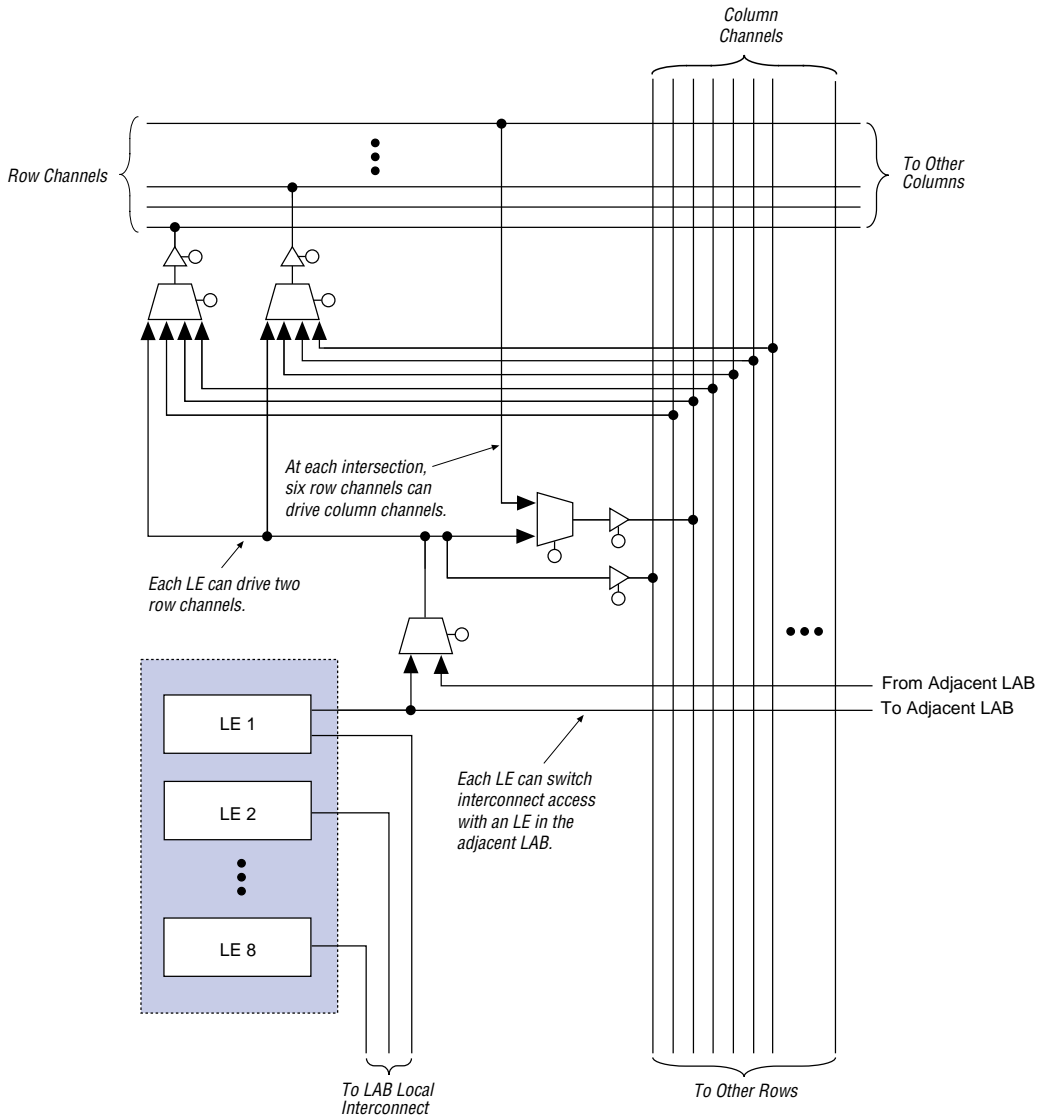 Column
Channels
Row Channels
To Other
Columns
At each intersection,
six row channels can
drive column channels.
Each LE can drive two
row channels.
From Adjacent LAB
To Adjacent LAB
LE 1
Each LE can switch
interconnect access
with an LE in the
adjacent LAB.
LE 2
LE 8
To LAB Local
Interconnect
To Other Rows